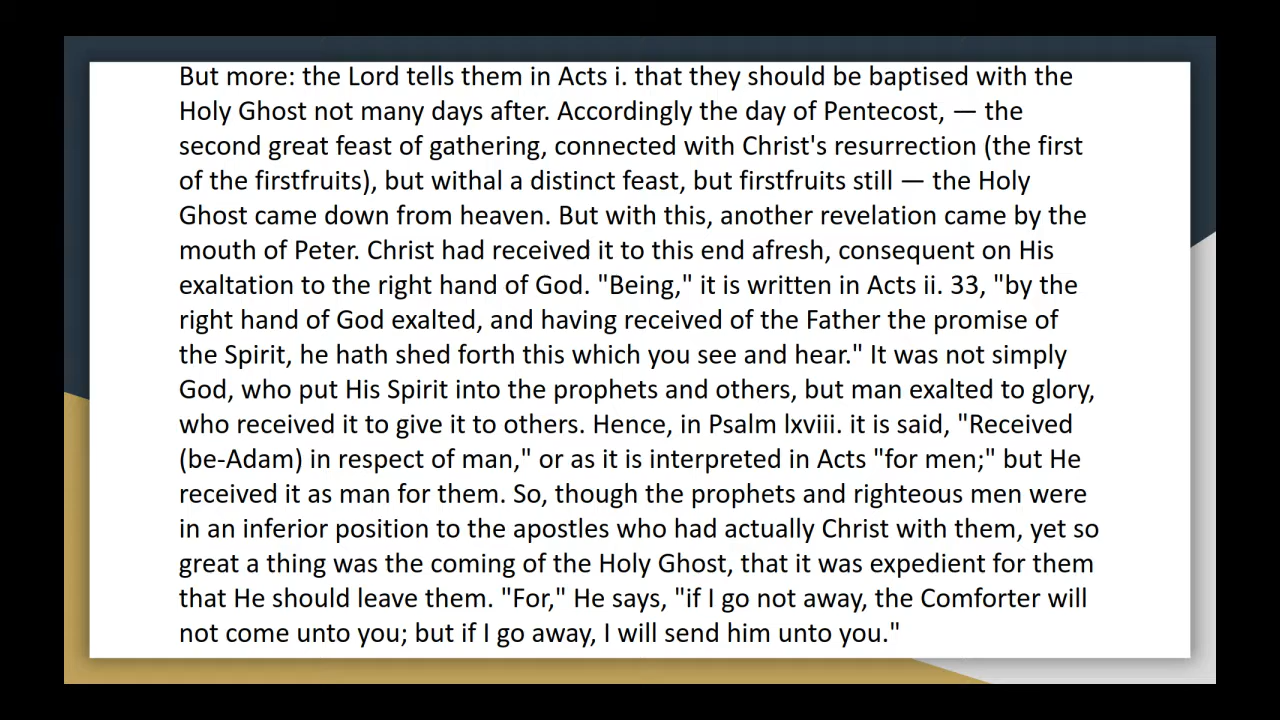 But more: the Lord tells them in Acts i. that they should be baptised with the
Holy Ghost not many days after. Accordingly the day of Pentecost, — the
second great feast of gathering, connected with Christ's resurrection (the first
of the firstfruits), but withal a distinct feast, but firstfruits still — the Holy
Ghost came down from heaven. But with this, another revelation came by the
mouth of Peter. Christ had received it to this end afresh, consequent on His
exaltation to the right hand of God. "Being," it is written in Acts ii. 33, "by the
right hand of God exalted, and having received of the Father the promise of
the Spirit, he hath shed forth this which you see and hear." It was not simply
God, who put His Spirit into the prophets and others, but man exalted to glory,
who received it to give it to others. Hence, in Psalm lxviii. it is said, "Received
(be-Adam) in respect of man," or as it is interpreted in Acts "for men;" but He
received it as man for them. So, though the prophets and righteous men were
in an inferior position to the apostles who had actually Christ with them, yet so
great a thing was the coming of the Holy Ghost, that it was expedient for them
that He should leave them. "For," He says, "if I go not away, the Comforter will
not come unto you; but if I go away, I will send him unto you."